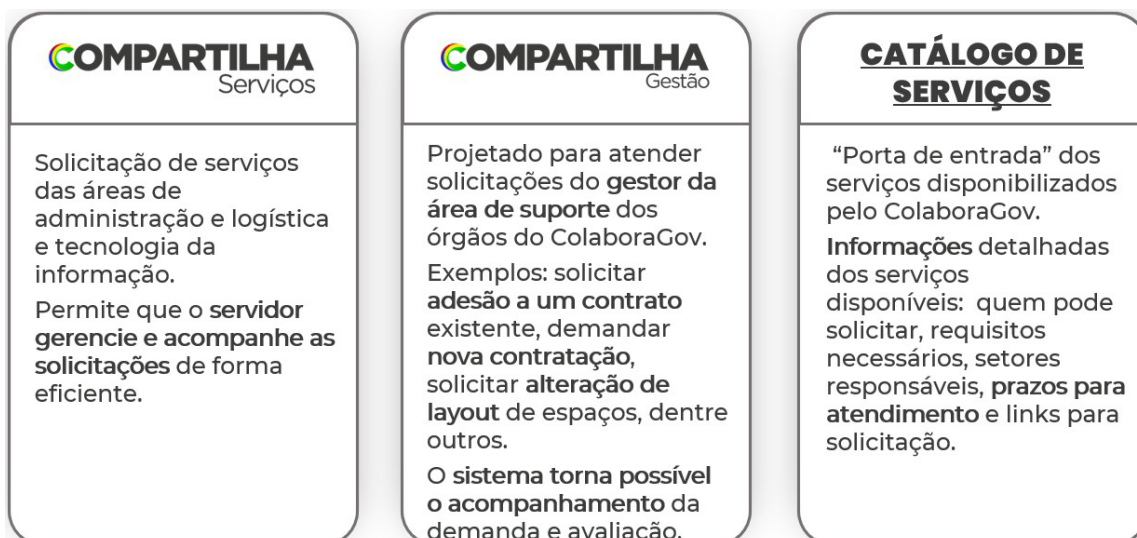 COMPARTILHA
Serviços
Solicitação de serviços
das áreas de
administração e logística
e tecnologia da
informação.
Permite que o servidor
gerencie e acompanhe as
solicitações de forma
eficiente.
COMPARTILHA
Gestão
Projetado para atender
solicitações do gestor da
área de suporte dos
órgãos do ColaboraGov.
Exemplos: solicitar
adesão a um contrato
existente, demandar
nova contratação,
solicitar alteração de
layout de espaços, dentre
outros.
O sistema torna possível
o acompanhamento da
demanda e avaliação.
CATÁLOGO DE
SERVIÇOS
“Porta de entrada” dos
serviços disponibilizados
pelo ColaboraGov.
Informações detalhadas
dos serviços
disponíveis: quem pode
solicitar, requisitos
necessários, setores
responsáveis, prazos para
atendimento e links para
solicitação.